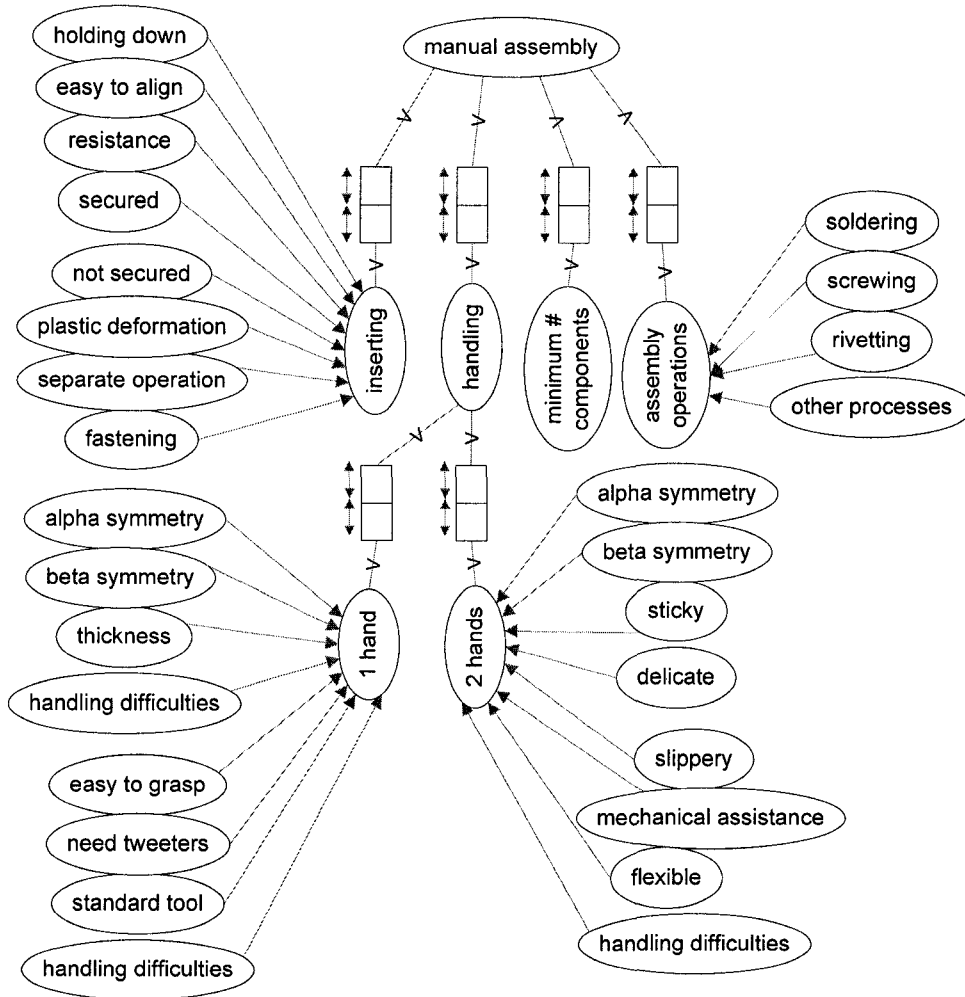 manual assembly
holding down
easy to align
resistance
secured
not secured
plastic deformation
separate operation
fastening
inserting
handling
minimum #
components
assembly
operations
soldering
screwing
rivetting
other processes
alpha symmetry
beta symmetry
thickness
handling difficulties
easy to grasp
need tweeters
standard tool
handling difficulties
1 hand
2 hands
alpha symmetry
beta symmetry
sticky
delicate
slippery
mechanical assistance
flexible
handling difficulties